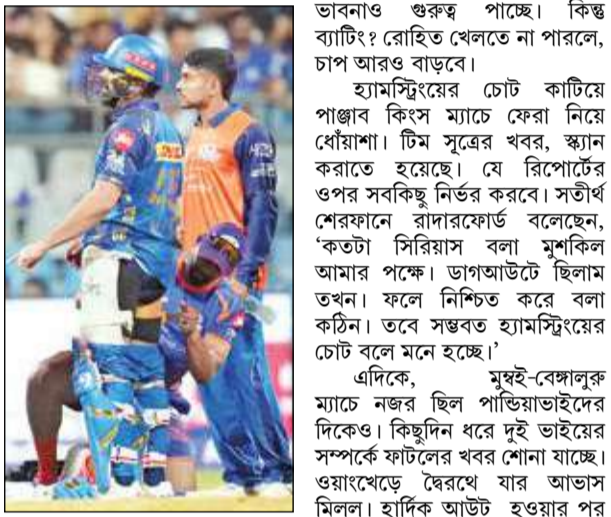 ভাবনাও গুরুত্ব পাচ্ছে। কিন্তু
ব্যাটিং? রোহিত খেলতে না পারলে,
চাপ আরও বাড়বে।
হ্যামস্ট্রিংয়ের চোট কাটিয়ে
পাঞ্জাব কিংস ম্যাচে ফেরা নিয়ে
ধোঁয়াশা। টিম সূত্রের খবর, স্ক্যান
করাতে হয়েছে। যে রিপোর্টের
ওপর সবকিছু নির্ভর করবে। সতীর্থ
শেরফানে রাদারফোর্ড বলেছেন,
‘কতটা সিরিয়াস বলা মুশকিল
আমার পক্ষে। ডাগআউটে ছিলাম
তখন। ফলে নিশ্চিত করে বলা
কঠিন। তবে সম্ভবত হ্যামস্ট্রিংয়ের
চোট বলে মনে হচ্ছে।’
এদিকে, মুম্বই-বেঙ্গালুরু
ম্যাচে নজর ছিল পান্ডিয়াভাইদের
দিকেও। কিছুদিন ধরে দুই ভাইয়ের
সম্পর্কে ফাটলের খবর শোনা যাচ্ছে।
ওয়াংখেড়ে দ্বৈরথে যার আভাস
মিলল। হার্দিক আউট হওয়ার পর